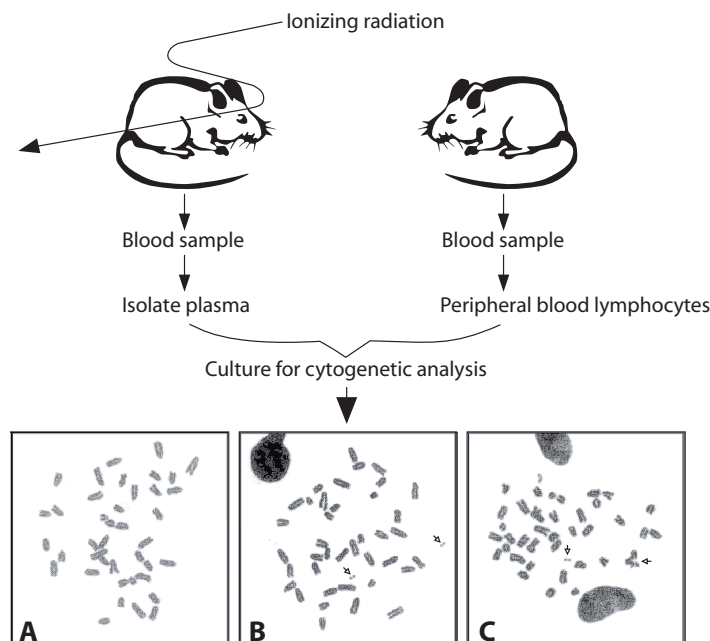 Ionizing radiation
Blood sample
Blood sample
Isolate plasma
Peripheral blood lymphocytes
Culture for cytogenetic analysis
A
B
C